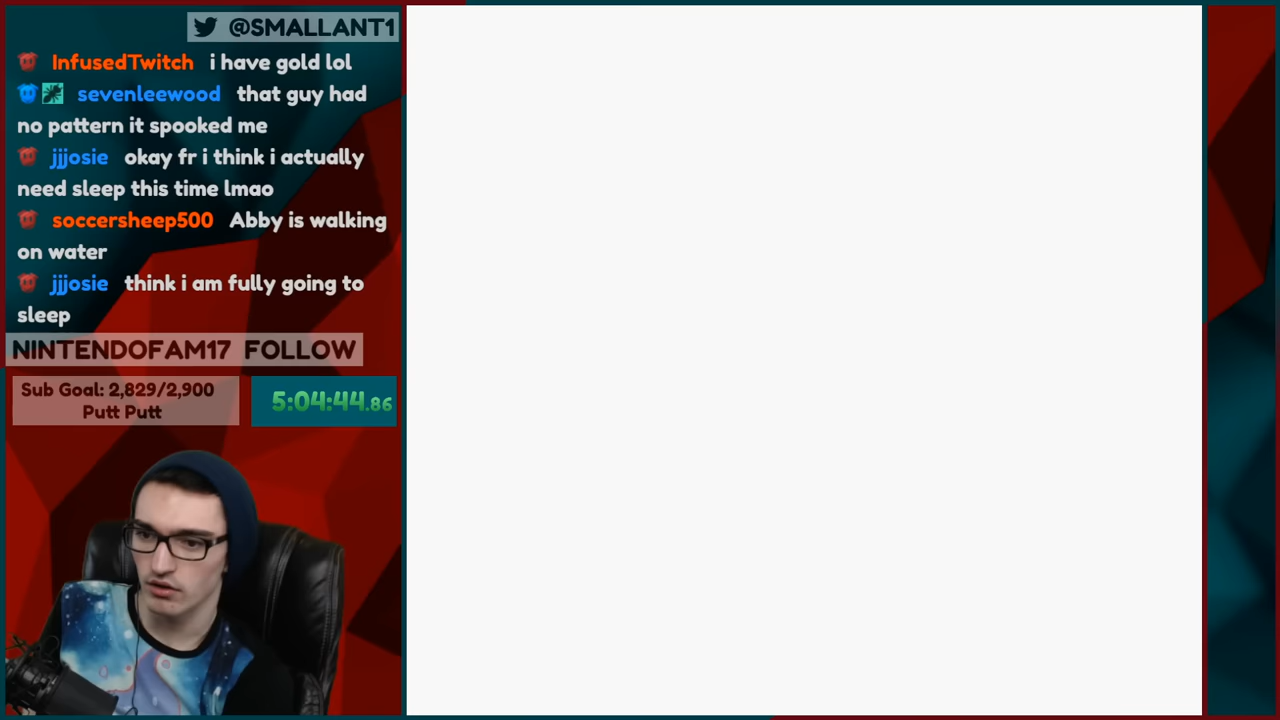 @SMALLANT1
InfusedTwitch i have gold lol
sevenleewood that guy had
no pattern it spooked me
jjjosie okay fr i think i actually
need sleep this time lmao
soccersheep500 Abby is walking
on water
jjjosie think i am fully going to
sleep
NINTENDOFAM17 FOLLOW
Sub Goal: 2,829/2,900
Putt Putt
5:04:44.86